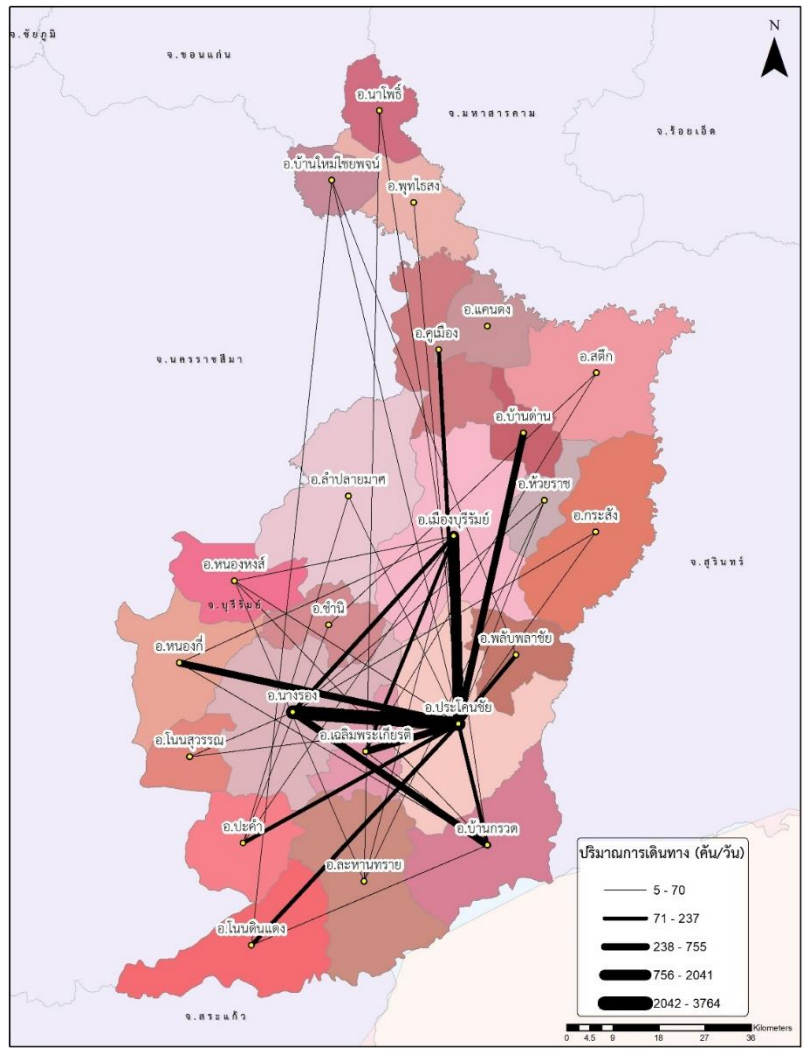 N
จ.ชัยภูมิ
จ.ขอนแก่น
อ.นาโพธิ์
จ.มหาสารคาม
จ.ร้อยเอ็ด
อ.บ้านใหม่ไชยพจน์
อ.พุทไธสง
อ.แคนดง
อ.คูเมือง
จ.นครราชสีมา
อ.สตึก
อ.บ้านด่าน
อ.ลำปลายมาศ
อ.ห้วยราช
อ.กระสัง
อ.เมืองบุรีรัมย์
จ.สุรินทร์
อ.หนองหงส์
จ.บุรีรัมย์
อ.ชำนิ
อ.หนองกี่
อ.พลับพลาชัย
อ.นางรอง
อ.ประโคนชัย
อ.โนนสุวรรณ
อ.เฉลิมพระเกียรติ
อ.ปะคำ
อ.บ้านกรวด
อ.ละหานทราย
อ.โนนดินแดง
จ.สระแก้ว
ปริมาณการเดินทาง (คัน/วัน)
5 - 70
71 - 237
238 - 755
756 - 2041
2042 - 3764
Kilometers
0 4.5 9 18 27 36